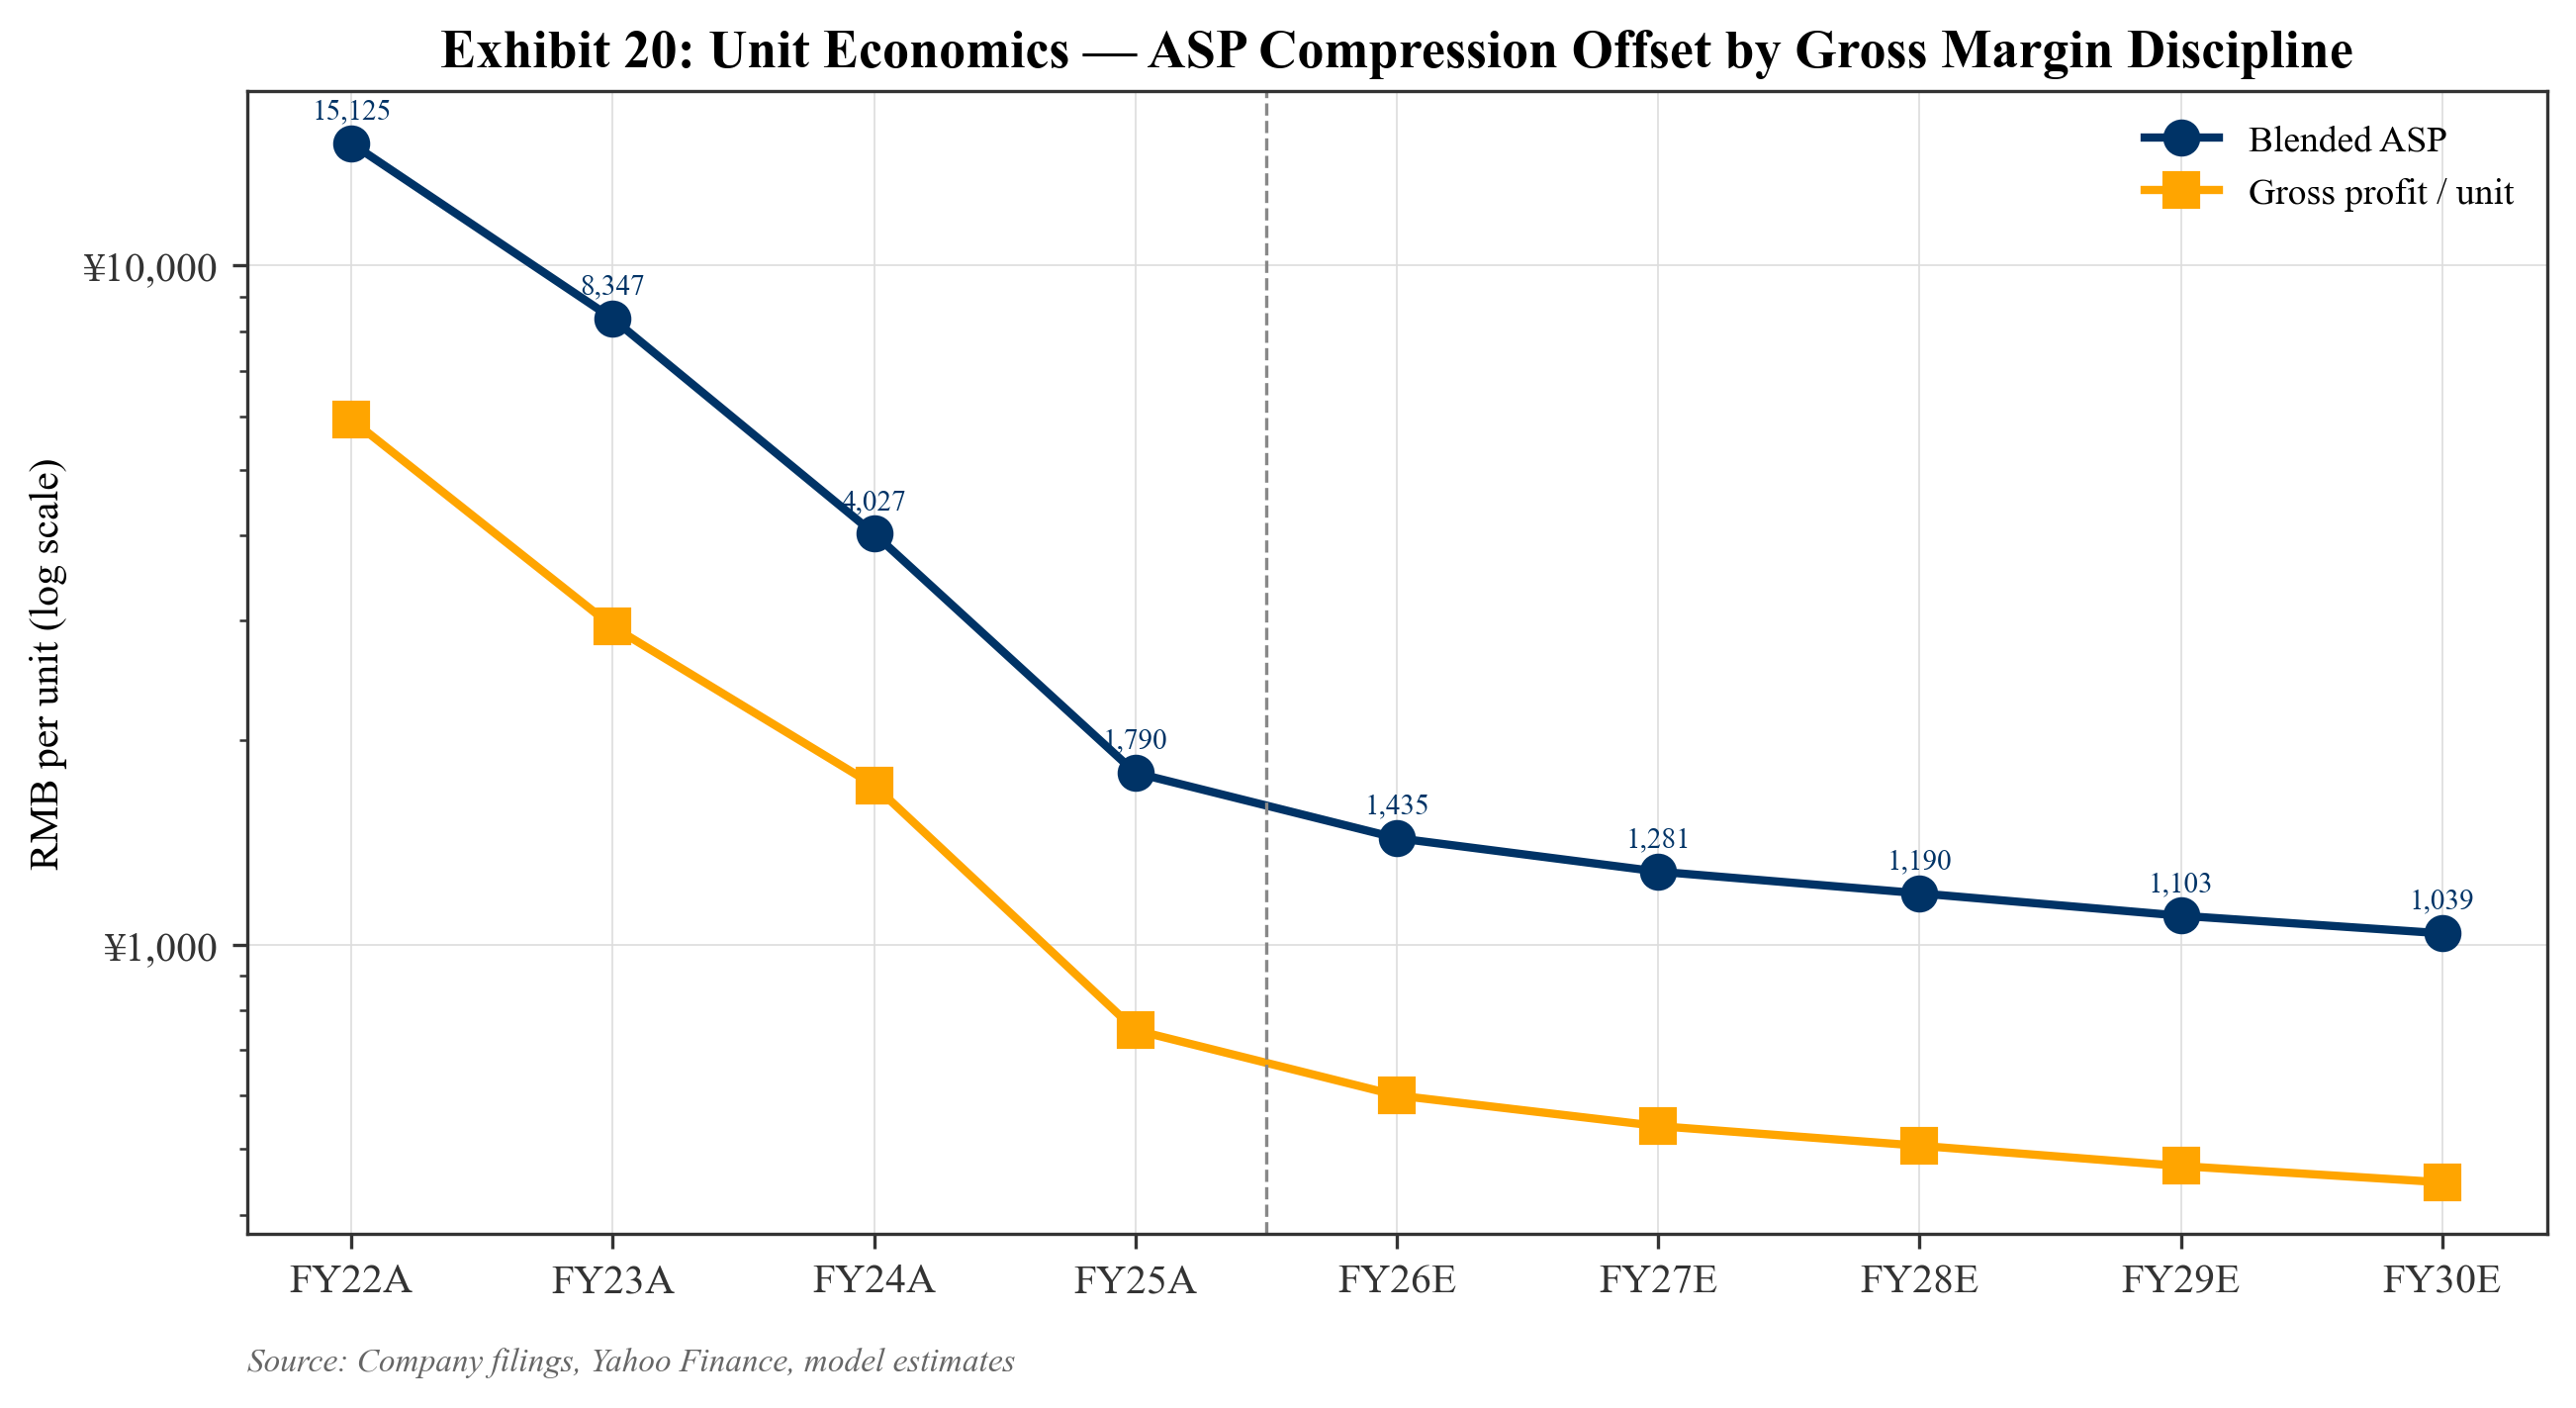 Exhibit 20: Unit Economics — ASP Compression Offset by Gross Margin Discipline
Blended ASP
Gross profit / unit
RMB per unit (log scale)
¥10,000
¥1,000
15,125
8,347
4,027
1,790
1,435
1,281
1,190
1,103
1,039
FY22A
FY23A
FY24A
FY25A
FY26E
FY27E
FY28E
FY29E
FY30E
Source: Company filings, Yahoo Finance, model estimates